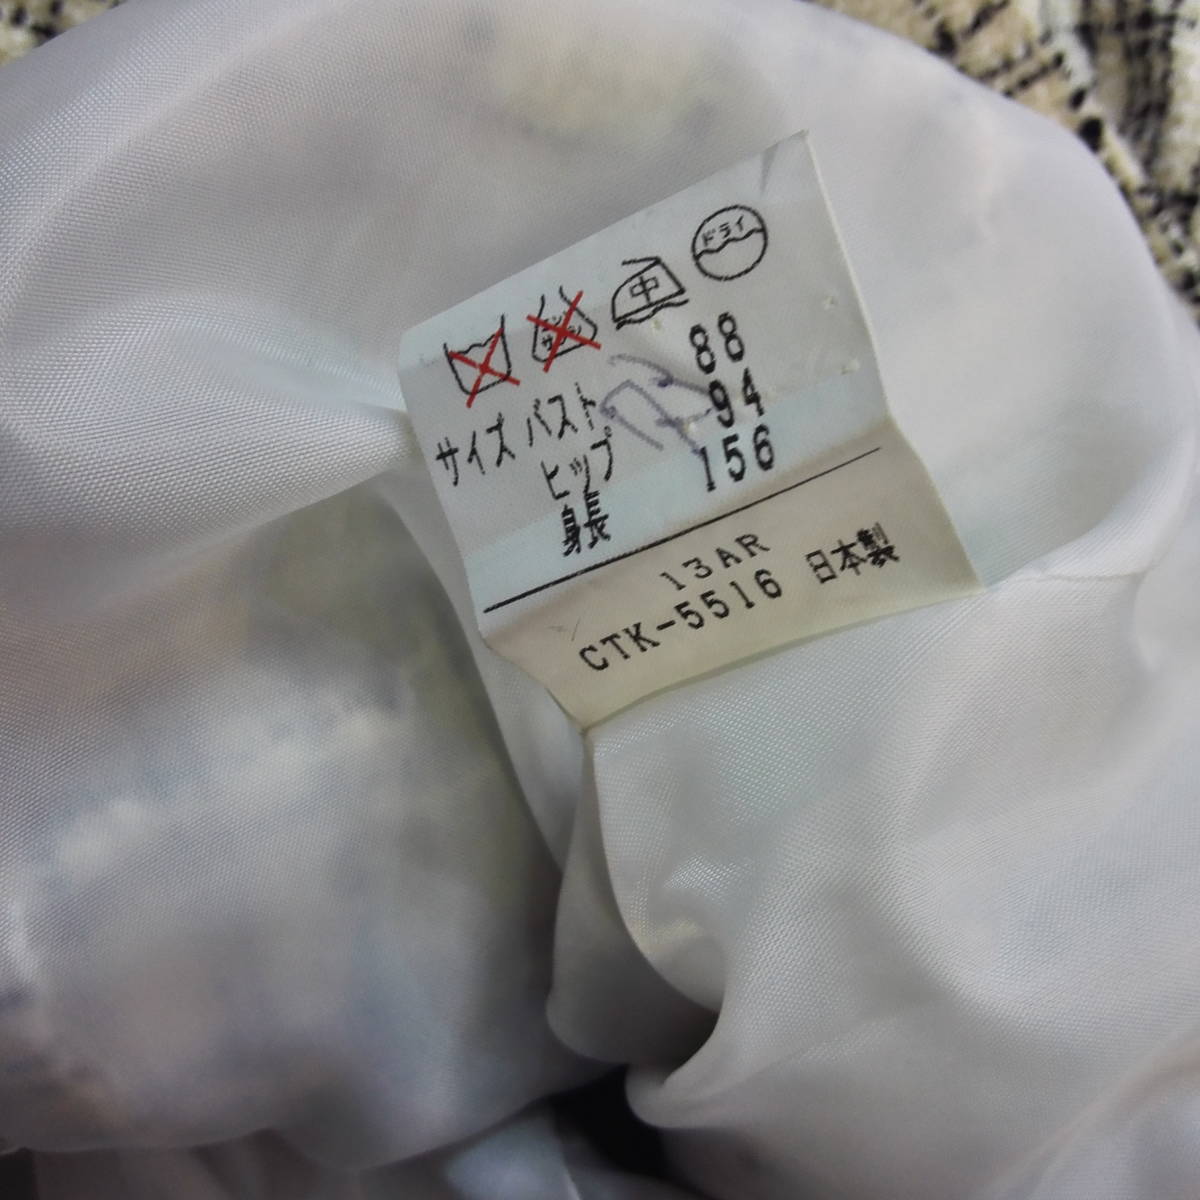 中 ドライ
サイズ バスト 88
ヒップ 94
身長 156
13AR
CTK-5516 日本製